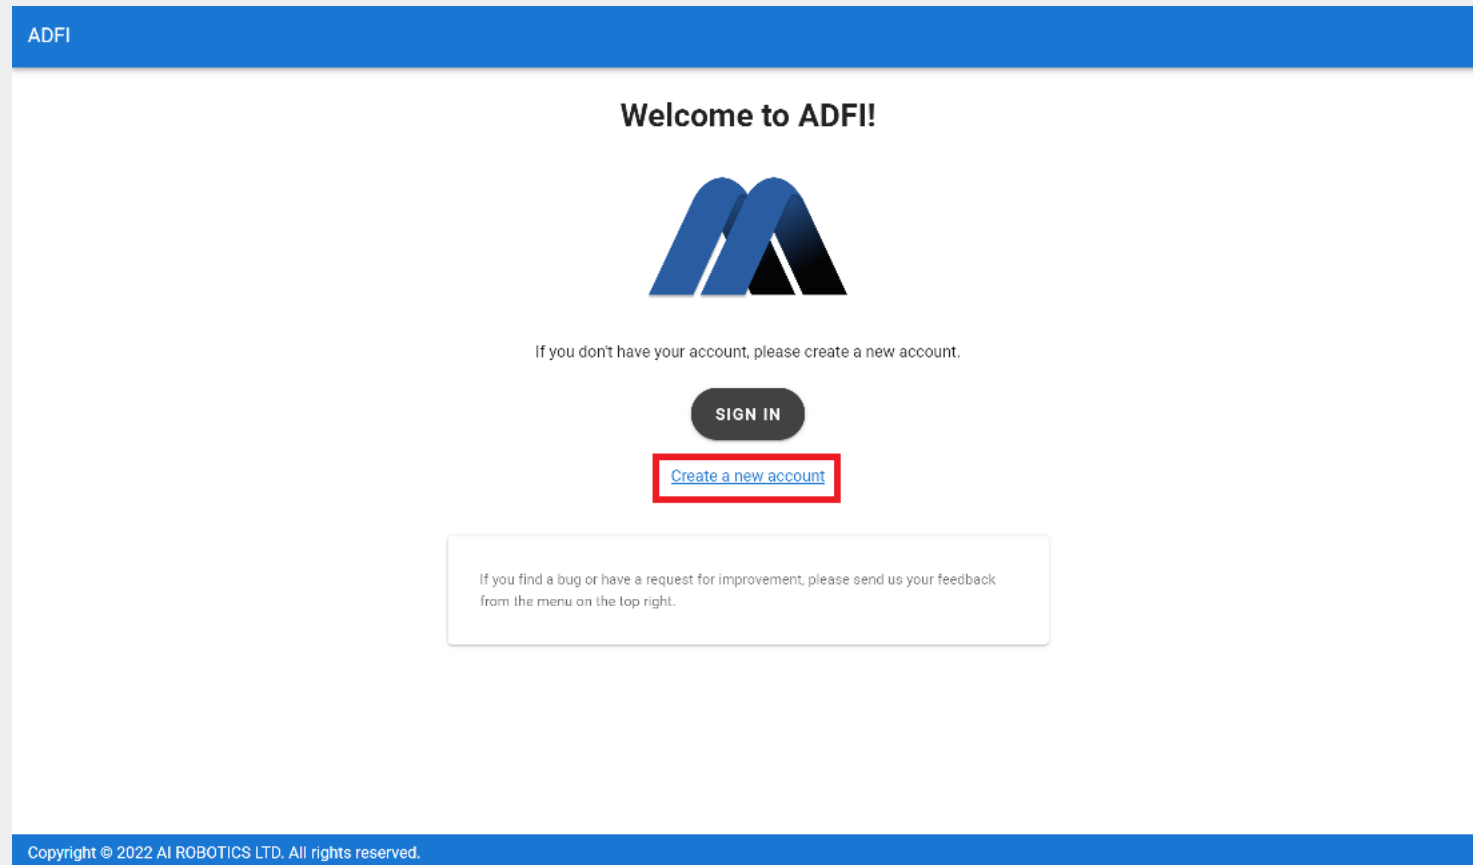 ADFI
Welcome to ADFI!
If you don't have your account, please create a new account.
SIGN IN
Create a new account
If you find a bug or have a request for improvement, please send us your feedback
from the menu on the top right.
Copyright © 2022 AI ROBOTICS LTD. All rights reserved.